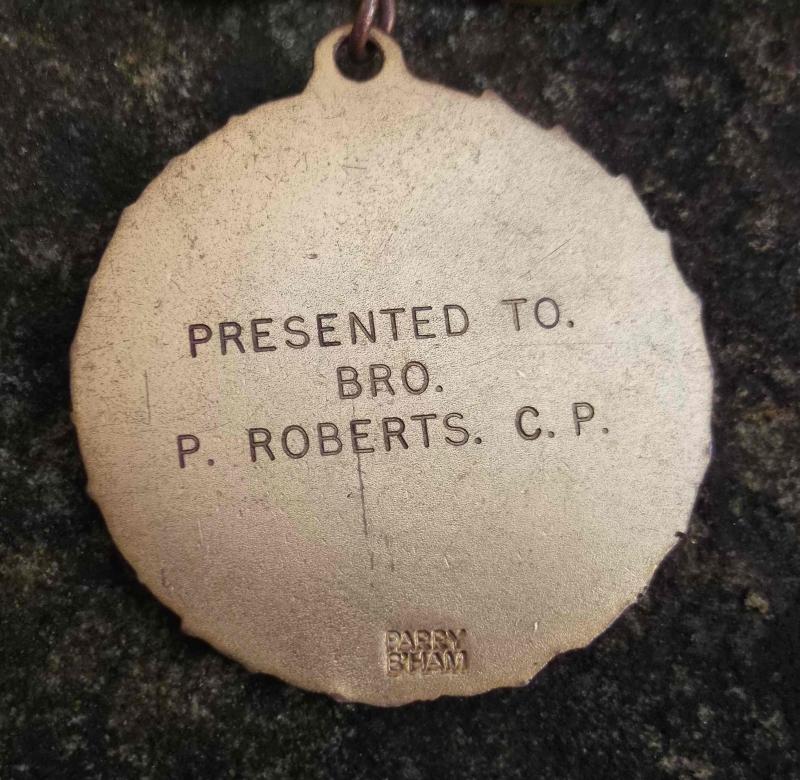 PRESENTED TO.
BRO.
P. ROBERTS. C.P.
PARRY
B'HAM